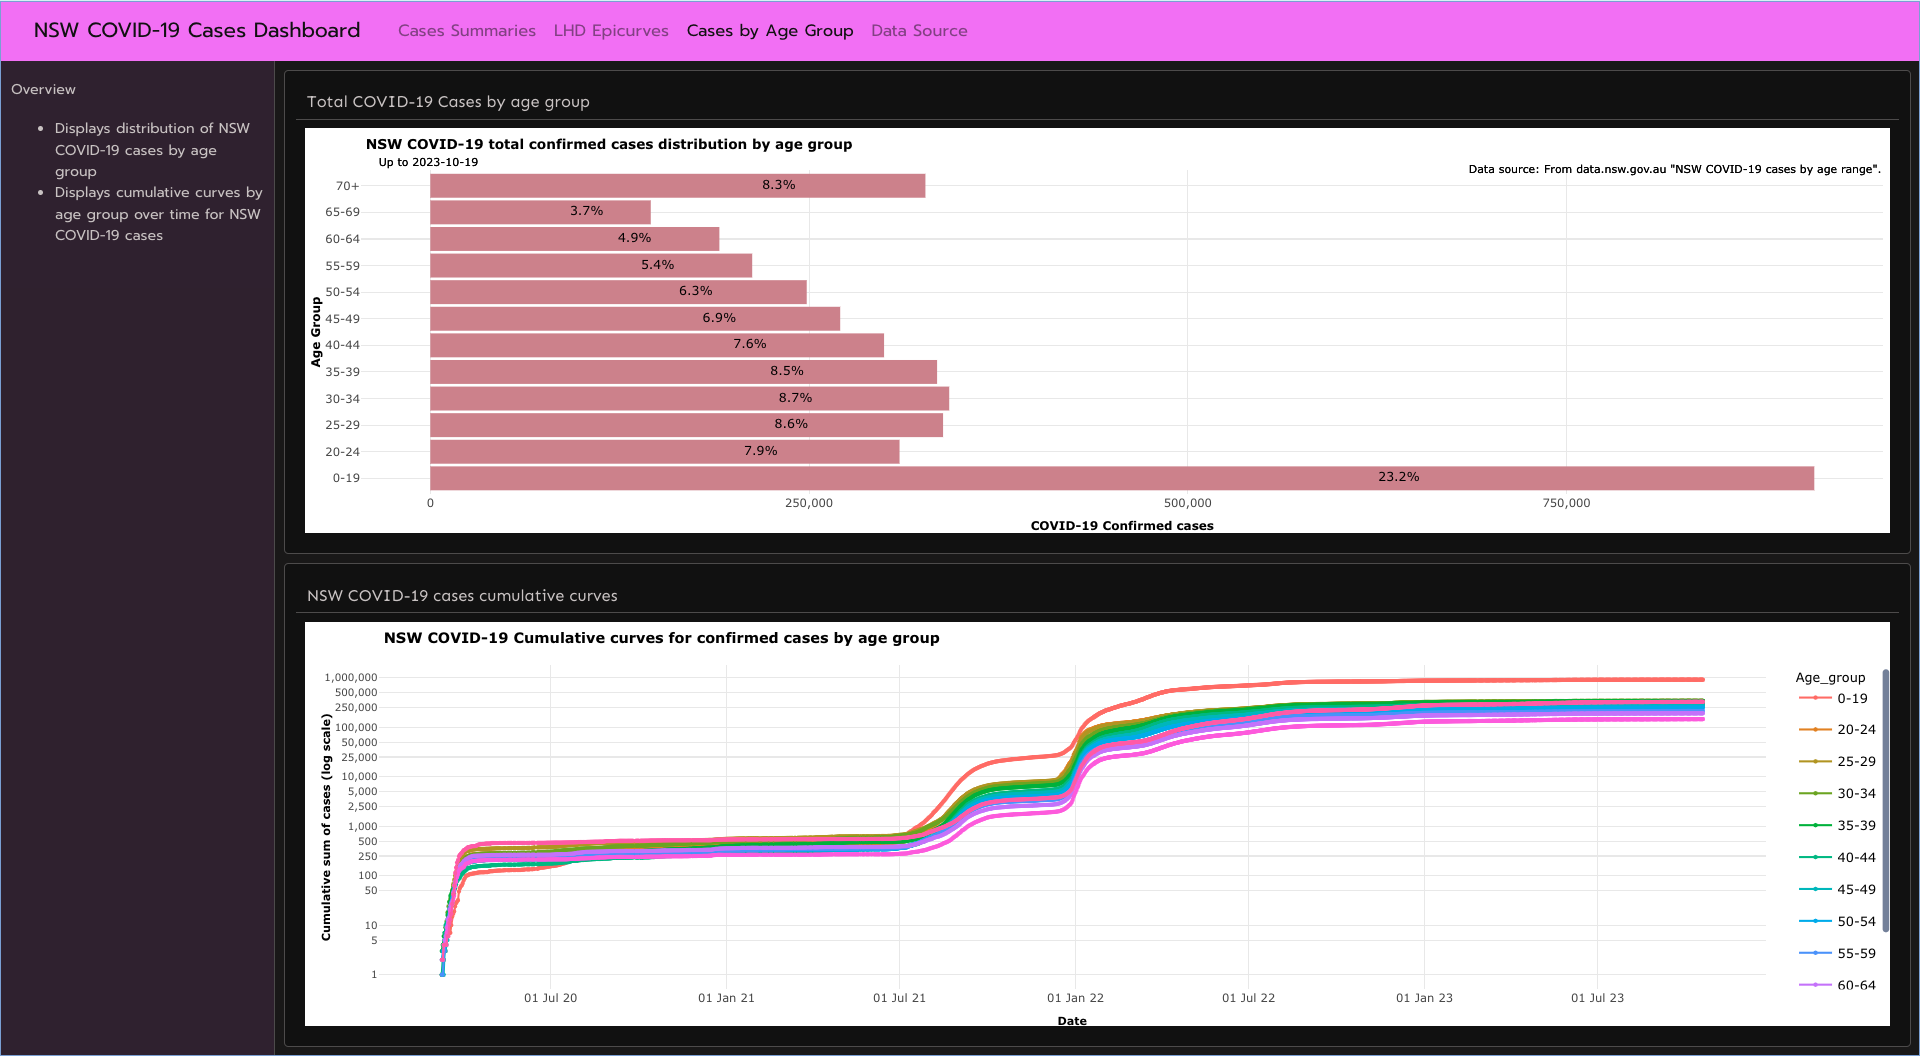 NSW COVID-19 Cases Dashboard Cases Summaries LHD Epicurves Cases by Age Group Data Source
Overview
Displays distribution of NSW
COVID-19 cases by age
group
Displays cumulative curves by
age group over time for NSW
COVID-19 cases
Total COVID-19 Cases by age group
NSW COVID-19 total confirmed cases distribution by age group
Up to 2023-10-19
Data source: From data.nsw.gov.au "NSW COVID-19 cases by age range".
Age Group
70+ 8.3%
65-69 3.7%
60-64 4.9%
55-59 5.4%
50-54 6.3%
45-49 6.9%
40-44 7.6%
35-39 8.5%
30-34 8.7%
25-29 8.6%
20-24 7.9%
0-19 23.2%
0 250,000 500,000 750,000
COVID-19 Confirmed cases
NSW COVID-19 cases cumulative curves
NSW COVID-19 Cumulative curves for confirmed cases by age group
Cumulative sum of cases (log scale)
1,000,000
500,000
250,000
100,000
50,000
25,000
10,000
5,000
2,500
1,000
500
250
100
50
10
5
1
01 Jul 20 01 Jan 21 01 Jul 21 01 Jan 22 01 Jul 22 01 Jan 23 01 Jul 23
Date
Age_group
0-19
20-24
25-29
30-34
35-39
40-44
45-49
50-54
55-59
60-64